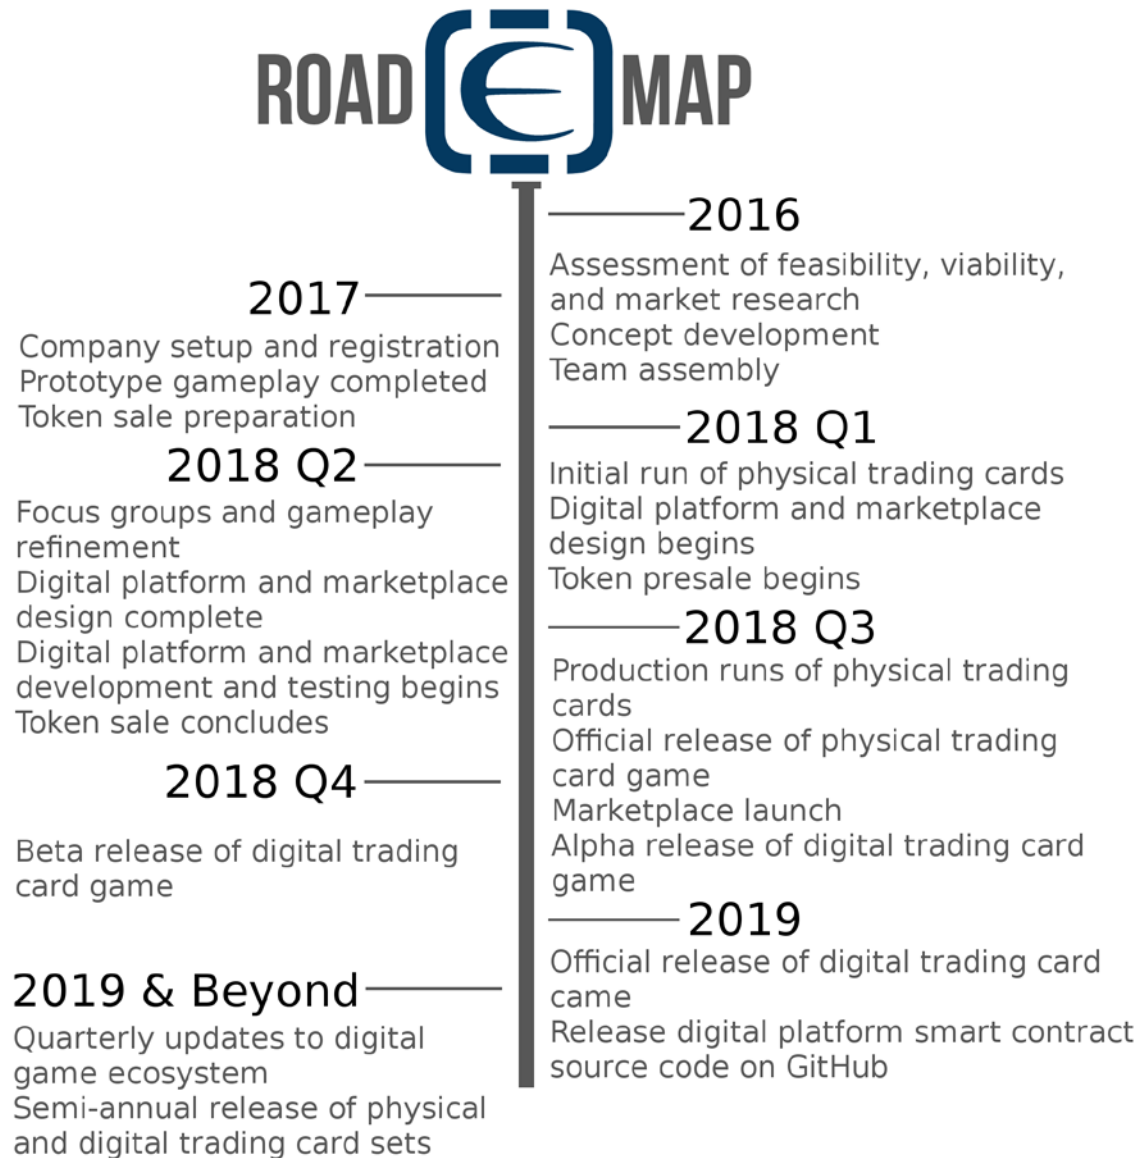 ROAD MAP
2016
Assessment of feasibility, viability,
and market research
Concept development
Team assembly
2017
Company setup and registration
Prototype gameplay completed
Token sale preparation
2018 Q1
Initial run of physical trading cards
Digital platform and marketplace
design begins
Token presale begins
2018 Q2
Focus groups and gameplay
refinement
Digital platform and marketplace
design complete
Digital platform and marketplace
development and testing begins
Token sale concludes
2018 Q3
Production runs of physical trading
cards
Official release of physical trading
card game
Marketplace launch
Alpha release of digital trading card
game
2018 Q4
Beta release of digital trading
card game
2019
Official release of digital trading card
came
Release digital platform smart contract
source code on GitHub
2019 & Beyond
Quarterly updates to digital
game ecosystem
Semi-annual release of physical
and digital trading card sets